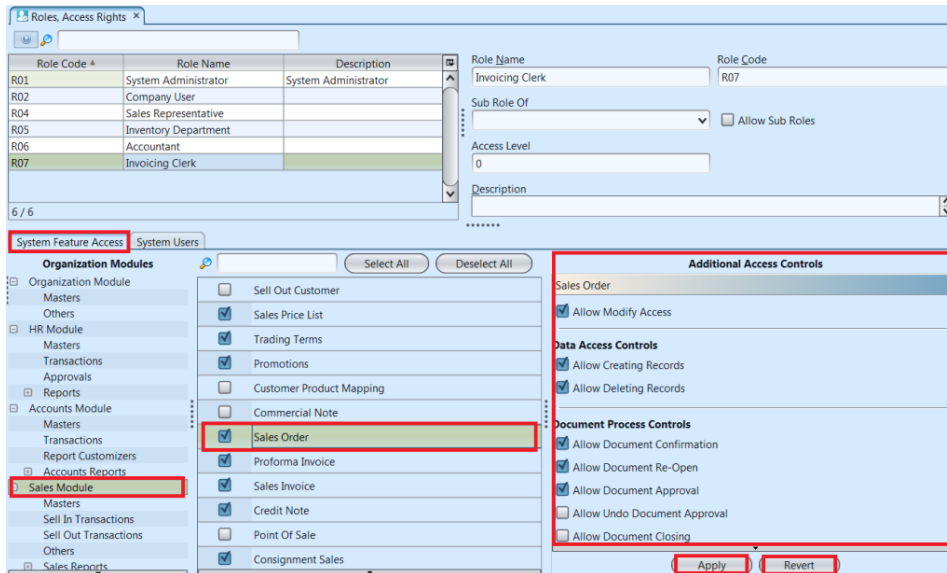 Roles, Access Rights ×
Role Code Role Name Description
R01 System Administrator System Administrator
R02 Company User
R04 Sales Representative
R05 Inventory Department
R06 Accountant
R07 Invoicing Clerk
6 / 6
Role Name Role Code
Invoicing Clerk R07
Sub Role Of
Allow Sub Roles
Access Level
0
Description
System Feature Access System Users
Organization Modules
Organization Module
Masters
Others
HR Module
Masters
Transactions
Approvals
Reports
Accounts Module
Masters
Transactions
Report Customizers
Accounts Reports
Sales Module
Masters
Sell In Transactions
Sell Out Transactions
Others
Sales Reports
Select All Deselect All
Sell Out Customer
Sales Price List
Trading Terms
Promotions
Customer Product Mapping
Commercial Note
Sales Order
Proforma Invoice
Sales Invoice
Credit Note
Point Of Sale
Consignment Sales
Additional Access Controls
Sales Order
Allow Modify Access
Data Access Controls
Allow Creating Records
Allow Deleting Records
Document Process Controls
Allow Document Confirmation
Allow Document Re-Open
Allow Document Approval
Allow Undo Document Approval
Allow Document Closing
Apply Revert